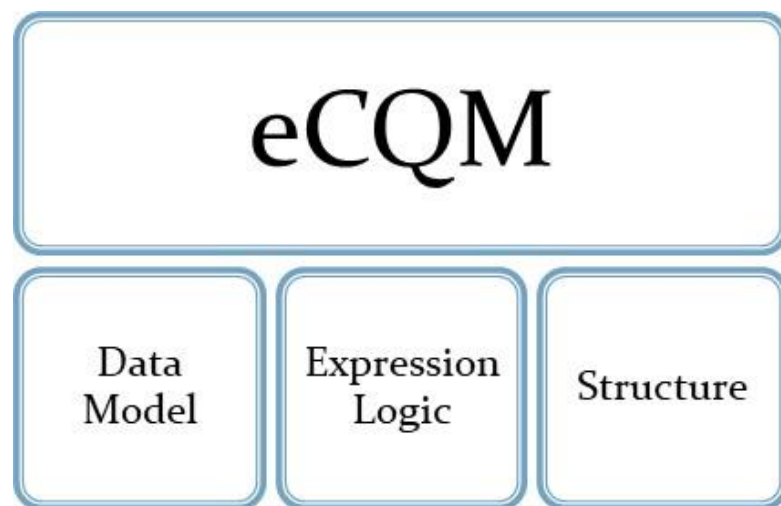 eCQM
Data
Model
Expression
Logic
Structure